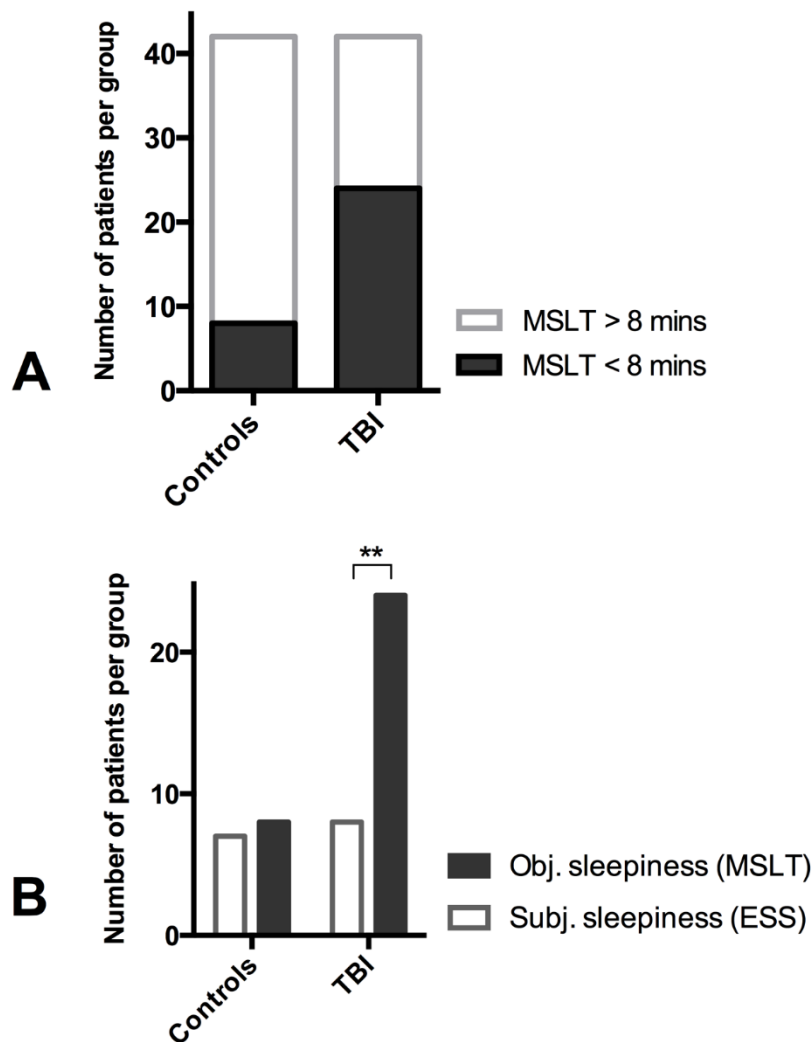 A
Number of patients per group
40
30
20
10
0
Controls
TBI
MSLT > 8 mins
MSLT < 8 mins
B
Number of patients per group
20
10
0
**
Controls
TBI
Obj. sleepiness (MSLT)
Subj. sleepiness (ESS)